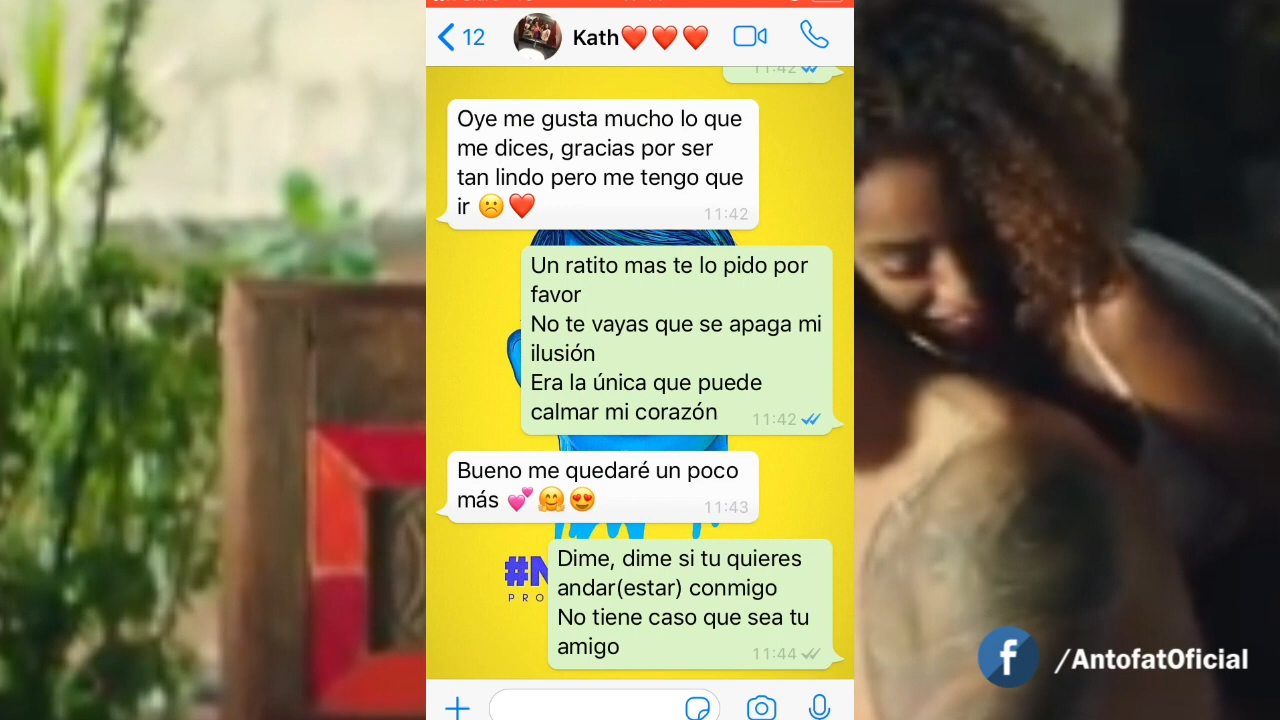 12
Kath❤️❤️❤️
11:42
Oye me gusta mucho lo que
me dices, gracias por ser
tan lindo pero me tengo que
ir ☹️❤️
11:42
Un ratito mas te lo pido por
favor
No te vayas que se apaga mi
ilusión
Era la única que puede
calmar mi corazón
11:42
Bueno me quedaré un poco
más 💕🤗😍
11:43
#N
PRO
Dime, dime si tu quieres
andar(estar) conmigo
No tiene caso que sea tu
amigo
11:44
f /AntofatOficial